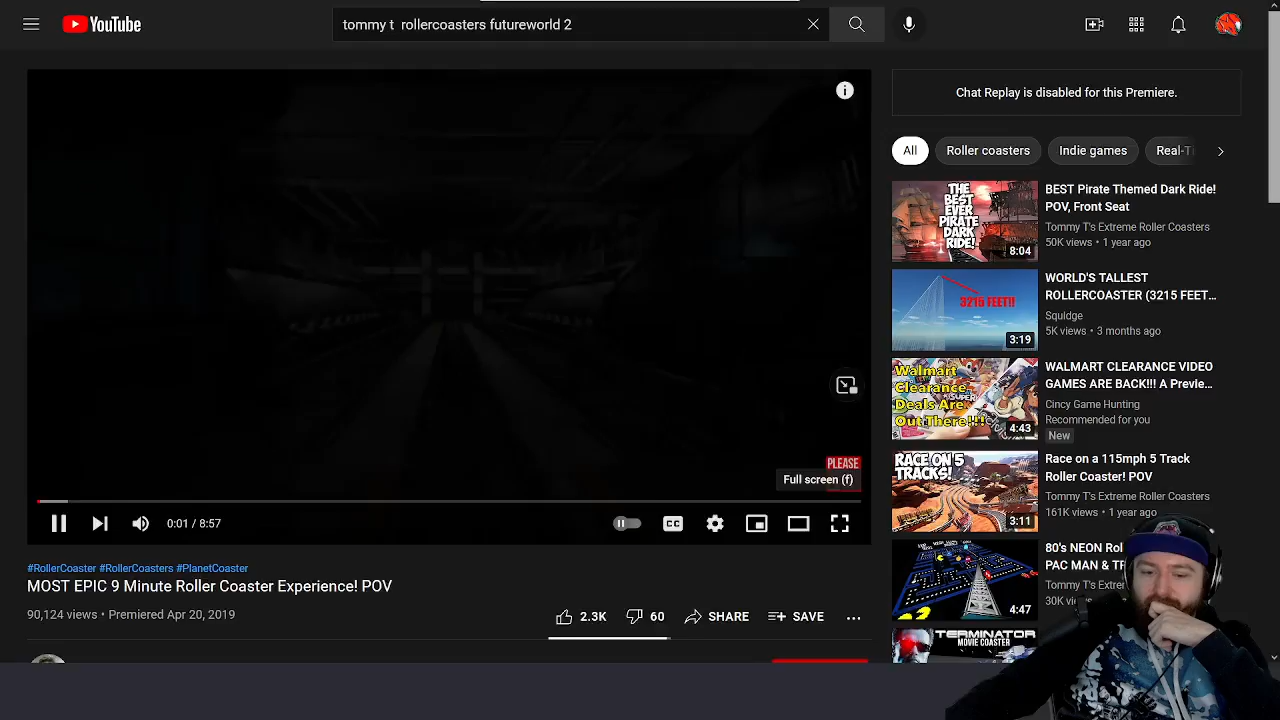 YouTube
tommy t  rollercoasters futureworld 2
Chat Replay is disabled for this Premiere.
All
Roller coasters
Indie games
Real-Ti
THE BEST EVER PIRATE DARK RIDE!
8:04
BEST Pirate Themed Dark Ride!
POV, Front Seat
Tommy T's Extreme Roller Coasters
50K views • 1 year ago
3215 FEET!!
3:19
WORLD'S TALLEST
ROLLERCOASTER (3215 FEET...
Squidge
5K views • 3 months ago
Walmart
Clearance
Deals Are
Out There!!!
4:43
WALMART CLEARANCE VIDEO
GAMES ARE BACK!!! A Previe...
Cincy Game Hunting
Recommended for you
New
RACE ON 5
TRACKS!
3:11
Race on a 115mph 5 Track
Roller Coaster! POV
Tommy T's Extreme Roller Coasters
161K views • 1 year ago
4:47
80's NEON Rol
PAC MAN & TR
Tommy T's Extre
30K vi
TERMINATOR
MOVIE COASTER
PLEASE
Full screen (f)
0:01 / 8:57
CC
#RollerCoaster #RollerCoasters #PlanetCoaster
MOST EPIC 9 Minute Roller Coaster Experience! POV
90,124 views • Premiered Apr 20, 2019
2.3K
60
SHARE
SAVE